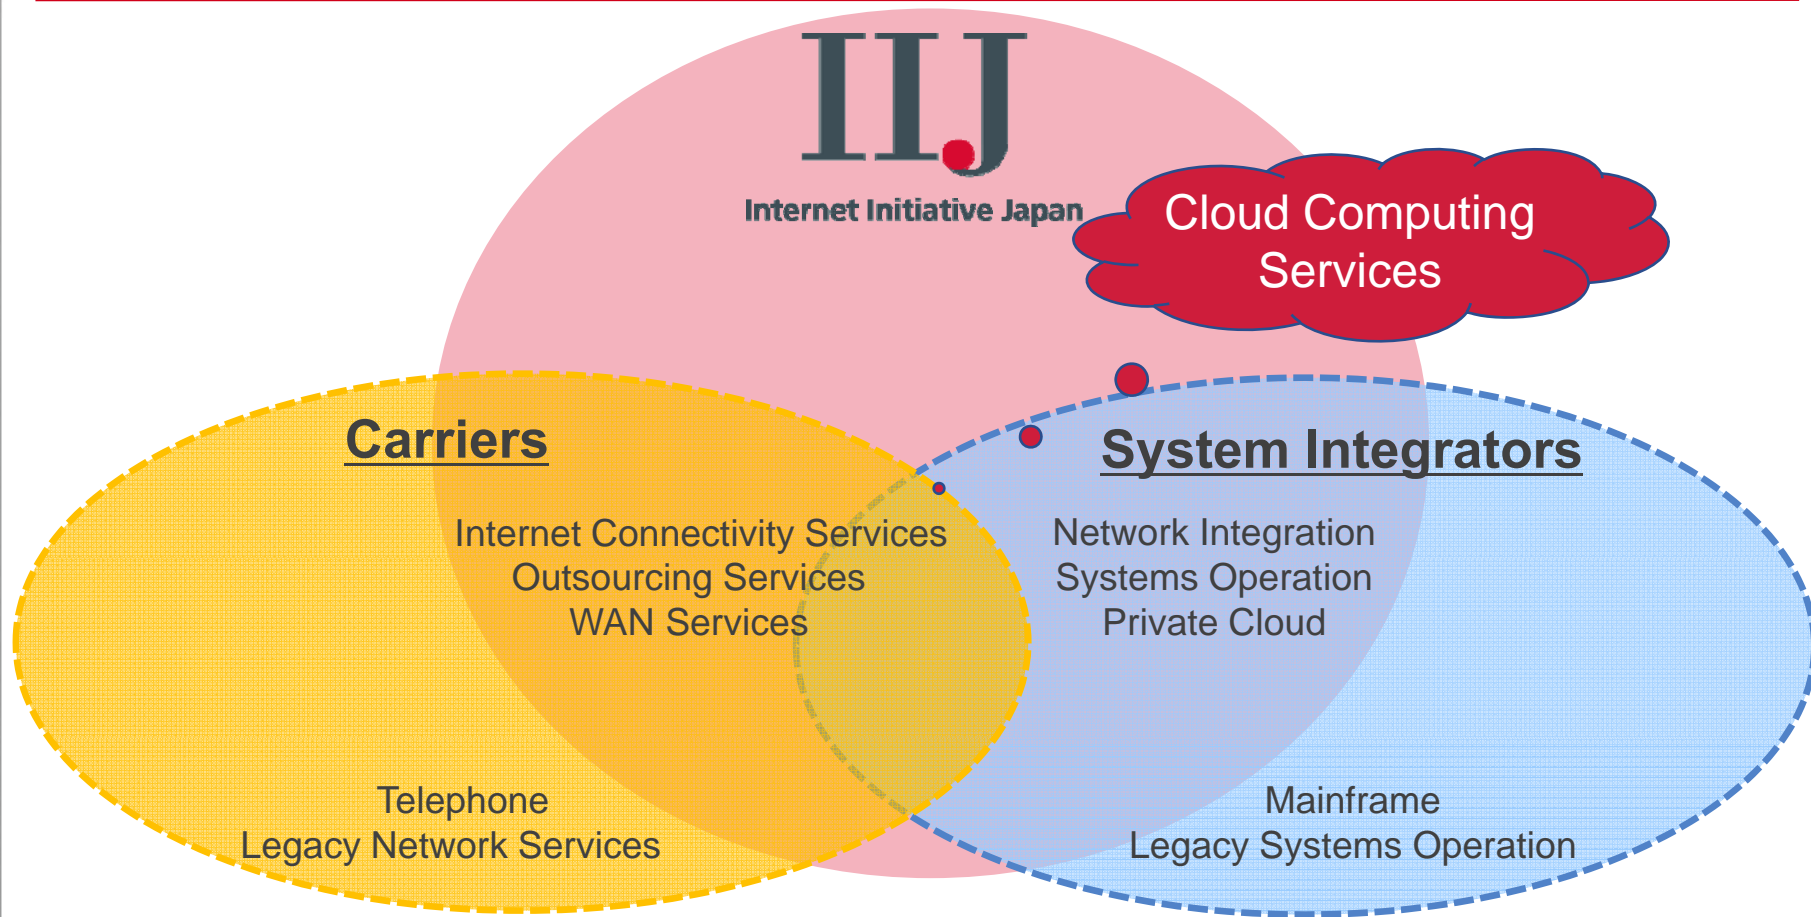 IIJ
Internet Initiative Japan
Cloud Computing
Services
Carriers
System Integrators
Internet Connectivity Services
Outsourcing Services
WAN Services
Network Integration
Systems Operation
Private Cloud
Telephone
Legacy Network Services
Mainframe
Legacy Systems Operation